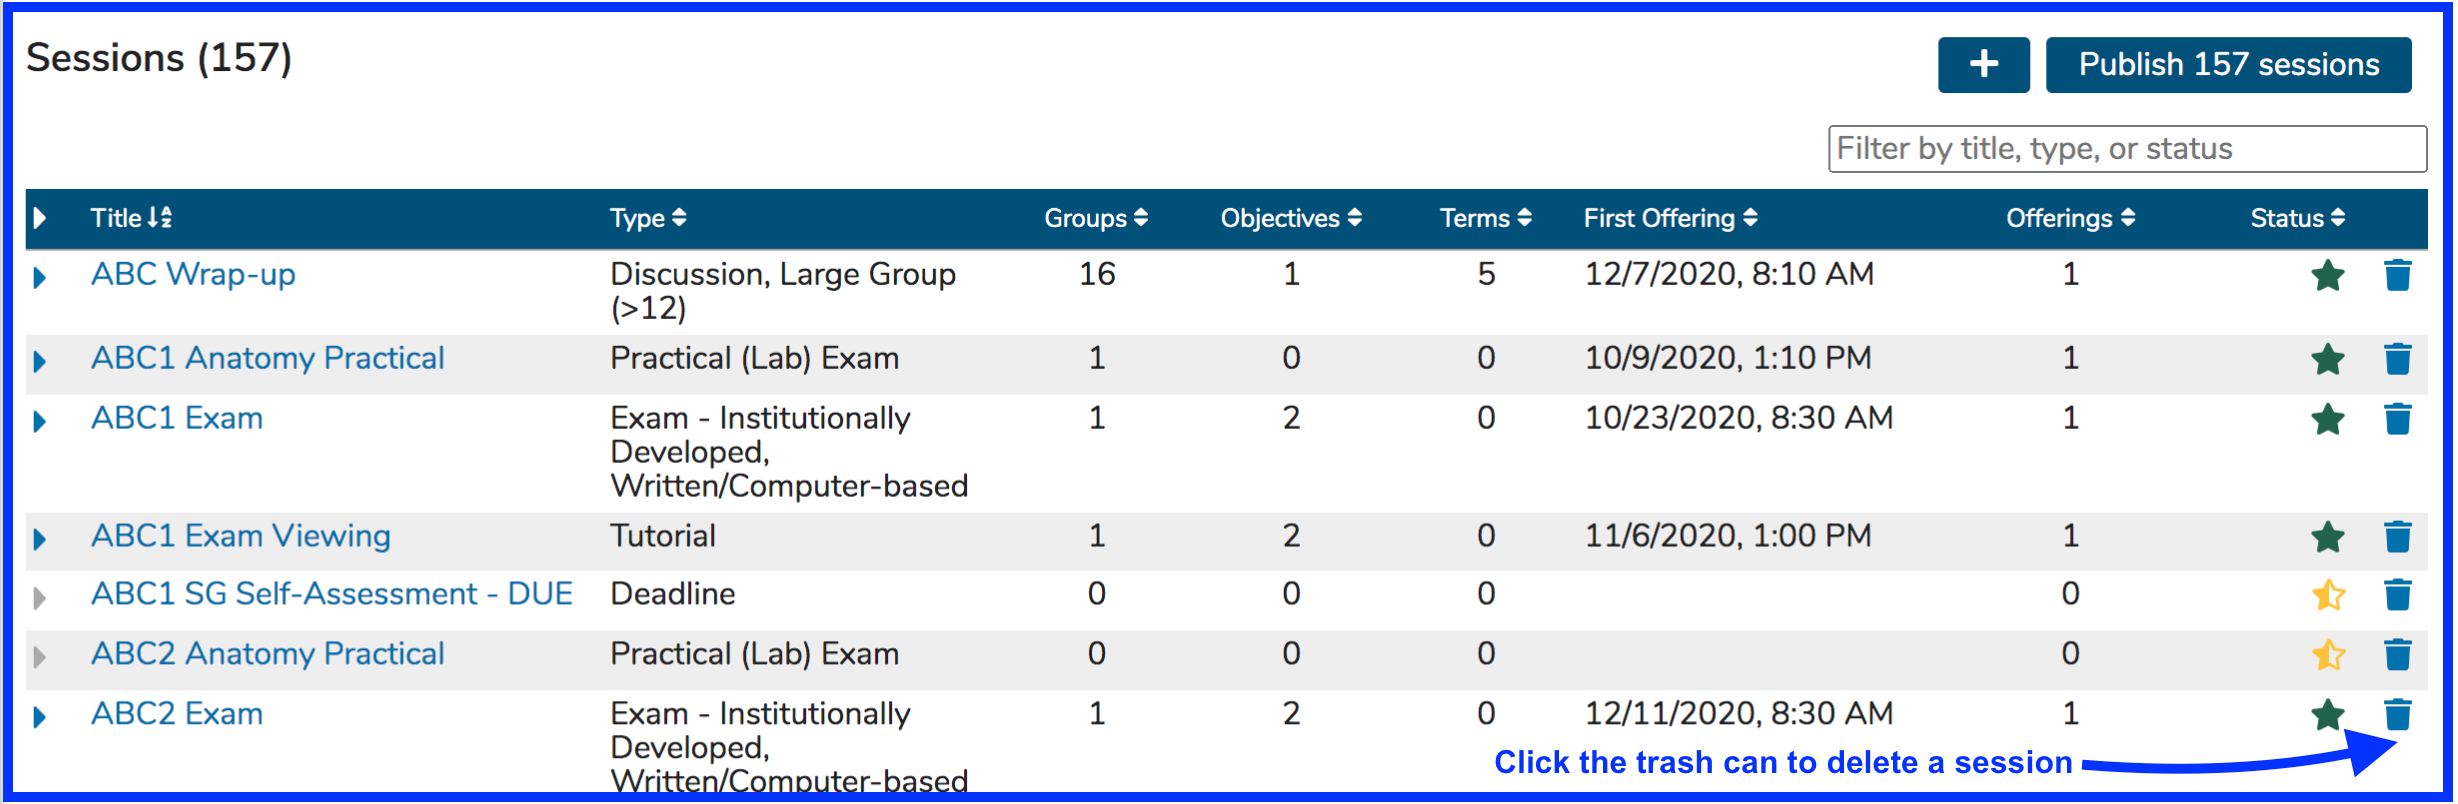 Sessions (157)
Publish 157 sessions
Filter by title, type, or status
Title Type Groups Objectives Terms First Offering Offerings Status
ABC Wrap-up Discussion, Large Group 16 1 5 12/7/2020, 8:10 AM 1
(>12)
ABC1 Anatomy Practical Practical (Lab) Exam 1 0 0 10/9/2020, 1:10 PM 1
ABC1 Exam Exam - Institutionally 1 2 0 10/23/2020, 8:30 AM 1
Developed,
Written/Computer-based
ABC1 Exam Viewing Tutorial 1 2 0 11/6/2020, 1:00 PM 1
ABC1 SG Self-Assessment - DUE Deadline 0 0 0 0
ABC2 Anatomy Practical Practical (Lab) Exam 0 0 0 0
ABC2 Exam Exam - Institutionally 1 2 0 12/11/2020, 8:30 AM 1
Developed,
Click the trash can to delete a session
Written/Computer-based